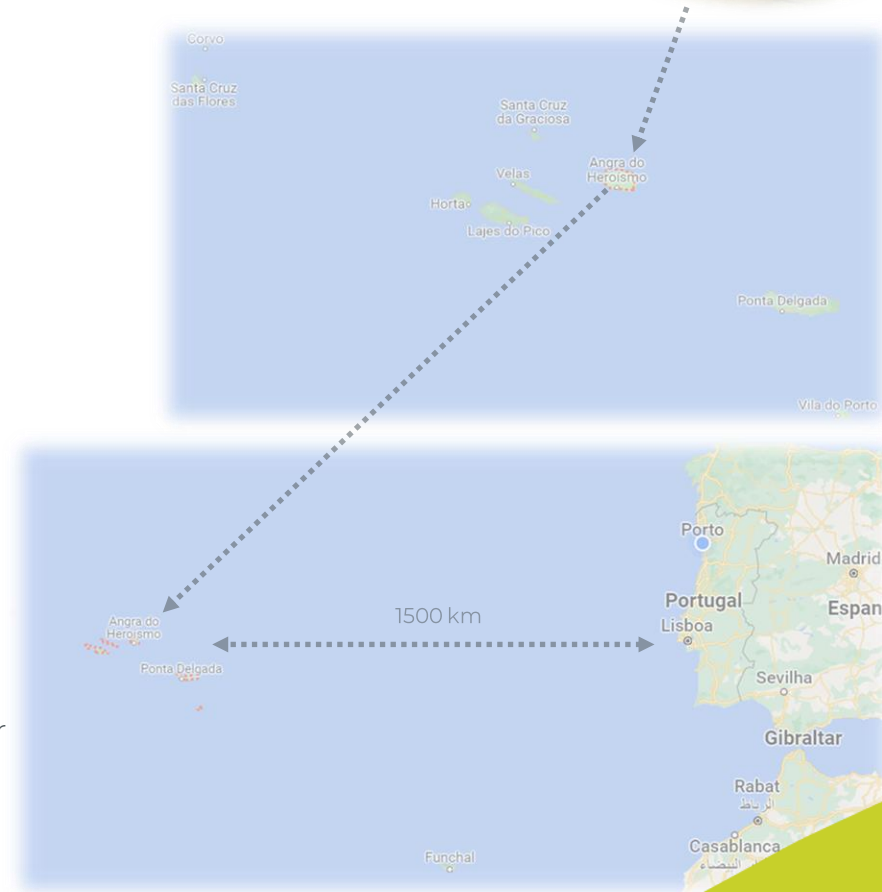 Corvo
Santa Cruz
das Flores
Santa Cruz
da Graciosa
Angra do
Heroísmo
Velas
Horta
Lajes do Pico
Ponta Delgada
Vila do Porto
Porto
Madrid
Portugal
Espan
Lisboa
1500 km
Angra do
Heroísmo
Ponta Delgada
Sevilha
r
Gibraltar
Rabat
الرباط
Casablanca
البيضاء
Funchal